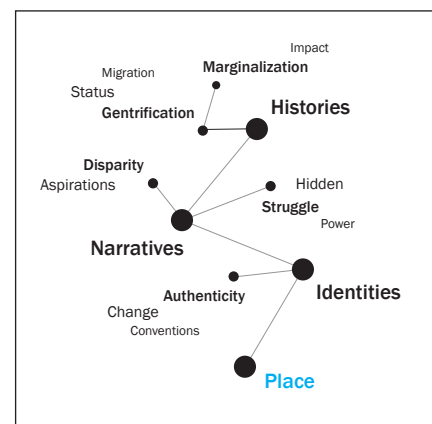 Impact
Marginalization
Migration
Status
Histories
Gentrification
Disparity
Aspirations
Hidden
Struggle
Power
Narratives
Identities
Authenticity
Change
Conventions
Place